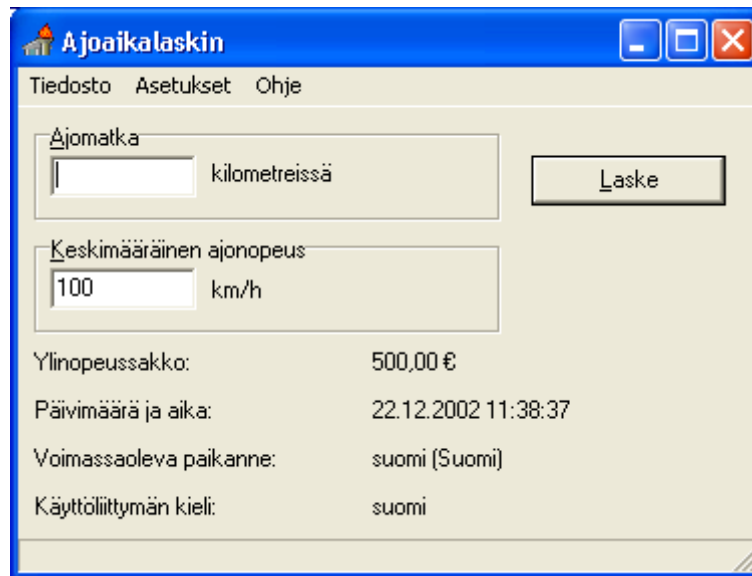 Ajoaikalaskin
Tiedosto Asetukset Ohje
Ajomatka
kilometreissä
Laske
Keskimääräinen ajonopeus
100 km/h
Ylinopeussakko: 500,00 €
Päivimäärä ja aika: 22.12.2002 11:38:37
Voimassaoleva paikanne: suomi (Suomi)
Käyttöliittymän kieli: suomi